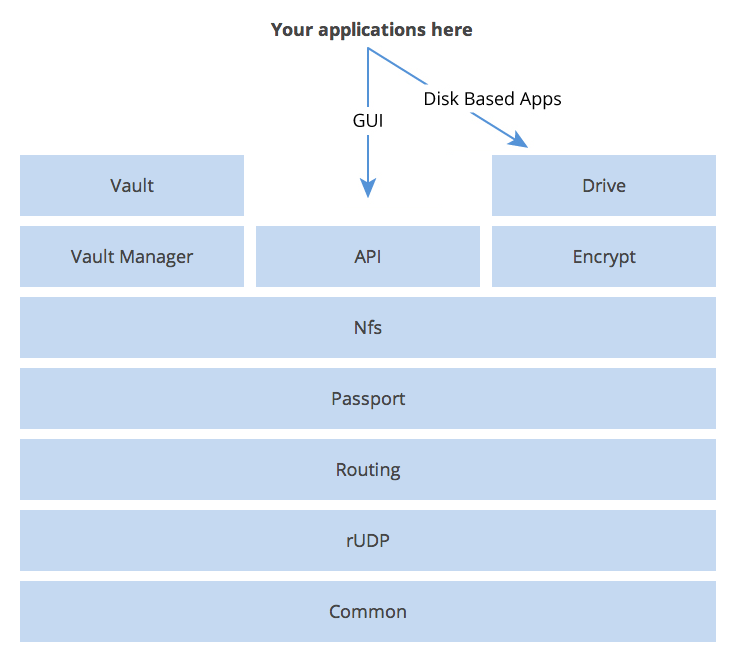 Your applications here
Disk Based Apps
GUI
Vault
Drive
Vault Manager
API
Encrypt
Nfs
Passport
Routing
rUDP
Common